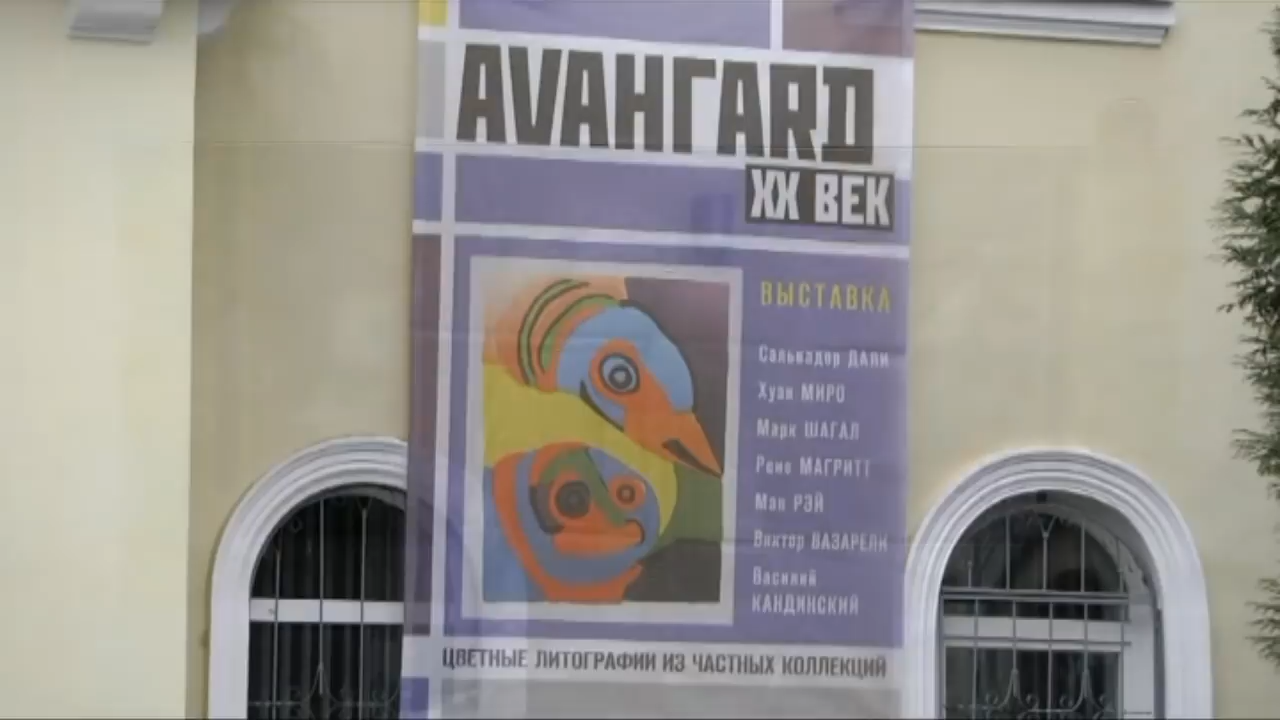 AVAНГАRD
XX ВЕК
ВЫСТАВКА
Сальвадор ДАЛИ
Хуан МИРО
Марк ШАГАЛ
Рене МАГРИТТ
Ман РЭЙ
Виктор ВАЗАРЕЛИ
Василий
КАНДИНСКИЙ
ЦВЕТНЫЕ ЛИТОГРАФИИ ИЗ ЧАСТНЫХ КОЛЛЕКЦИЙ